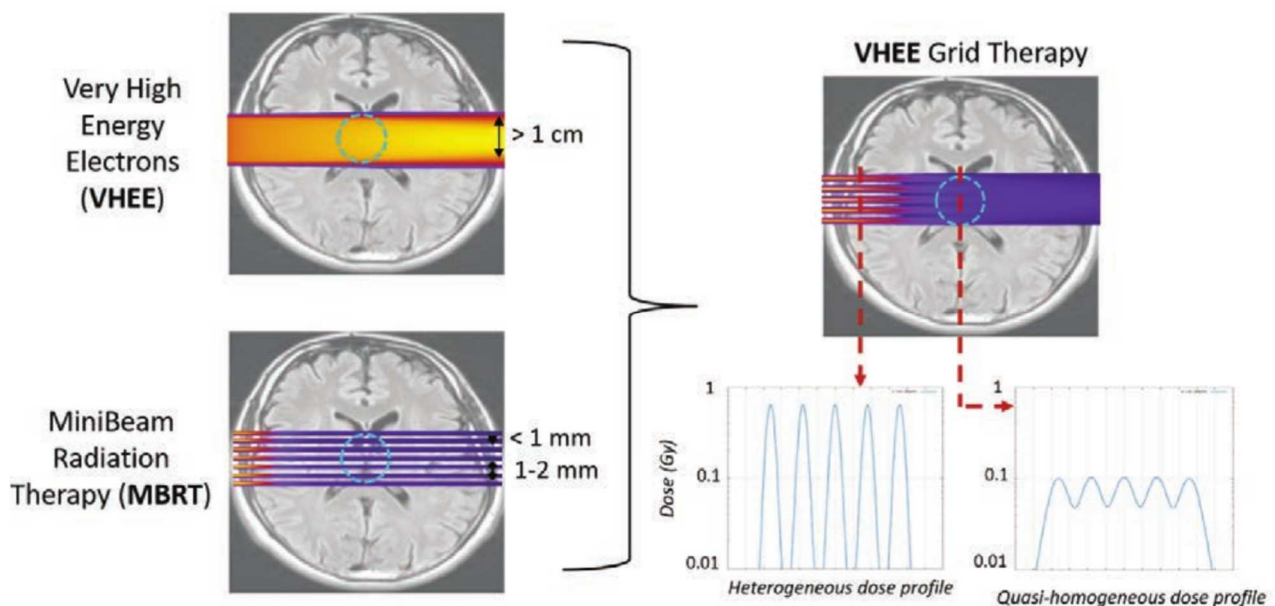 Very High
Energy
Electrons
(VHEE)
> 1 cm
MiniBeam
Radiation
Therapy (MBRT)
< 1 mm
1-2 mm
VHEE Grid Therapy
Dose (Gy)
1
0.1
0.01
Heterogeneous dose profile
1
0.1
0.01
Quasi-homogeneous dose profile